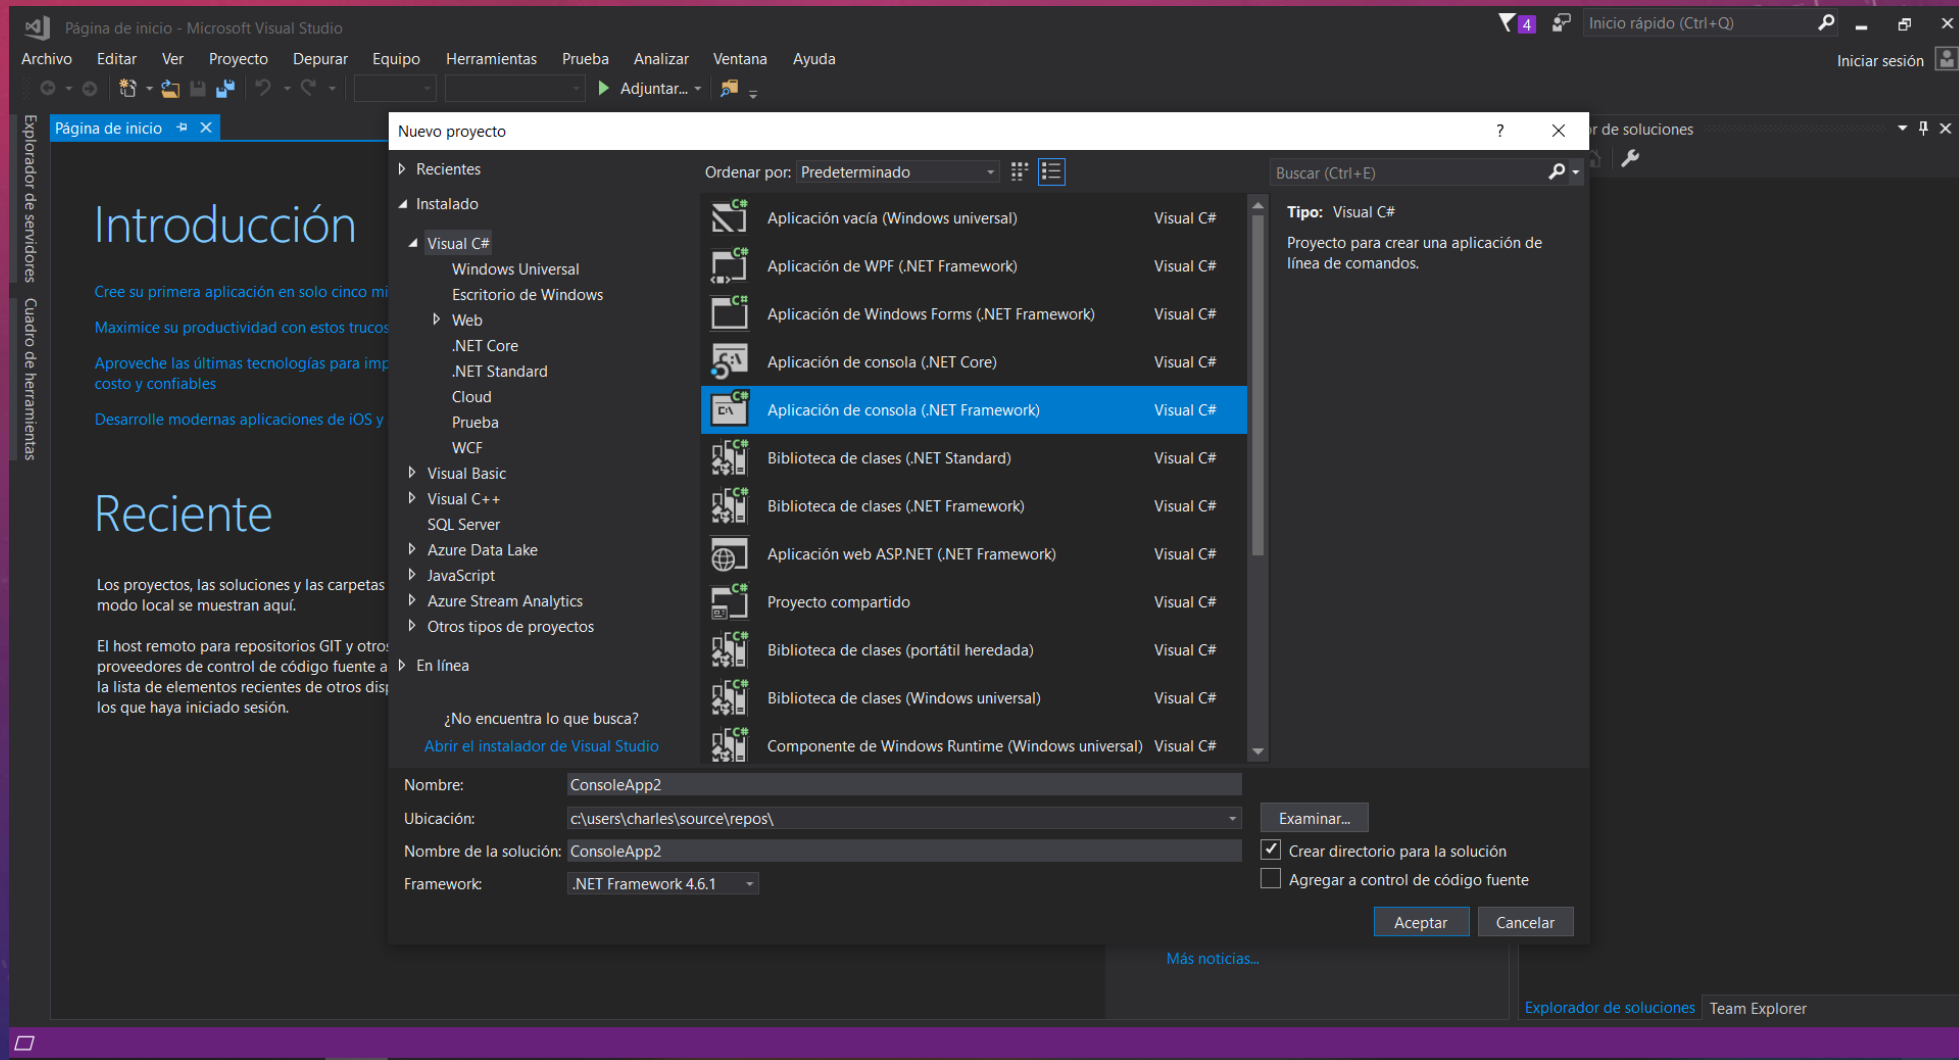 Página de inicio - Microsoft Visual Studio
4
Inicio rápido (Ctrl+Q)
Archivo Editar Ver Proyecto Depurar Equipo Herramientas Prueba Analizar Ventana Ayuda
Iniciar sesión
Adjuntar...
Explorador de servidores
Cuadro de herramientas
Página de inicio
Introducción
Cree su primera aplicación en solo cinco mi
Maximice su productividad con estos trucos
Aproveche las últimas tecnologías para imp
costo y confiables
Desarrolle modernas aplicaciones de iOS y
Reciente
Los proyectos, las soluciones y las carpetas
modo local se muestran aquí.
El host remoto para repositorios GIT y otros
proveedores de control de código fuente a
la lista de elementos recientes de otros disp
los que haya iniciado sesión.
Nuevo proyecto
?
Recientes
Instalado
Visual C#
Windows Universal
Escritorio de Windows
Web
.NET Core
.NET Standard
Cloud
Prueba
WCF
Visual Basic
Visual C++
SQL Server
Azure Data Lake
JavaScript
Azure Stream Analytics
Otros tipos de proyectos
En línea
¿No encuentra lo que busca?
Abrir el instalador de Visual Studio
Ordenar por: Predeterminado
Aplicación vacía (Windows universal) Visual C#
Aplicación de WPF (.NET Framework) Visual C#
Aplicación de Windows Forms (.NET Framework) Visual C#
Aplicación de consola (.NET Core) Visual C#
Aplicación de consola (.NET Framework) Visual C#
Biblioteca de clases (.NET Standard) Visual C#
Biblioteca de clases (.NET Framework) Visual C#
Aplicación web ASP.NET (.NET Framework) Visual C#
Proyecto compartido Visual C#
Biblioteca de clases (portátil heredada) Visual C#
Biblioteca de clases (Windows universal) Visual C#
Componente de Windows Runtime (Windows universal) Visual C#
Buscar (Ctrl+E)
Tipo: Visual C#
Proyecto para crear una aplicación de
línea de comandos.
Nombre: ConsoleApp2
Ubicación: c:\users\charles\source\repos\
Examinar...
Nombre de la solución: ConsoleApp2
Crear directorio para la solución
Framework: .NET Framework 4.6.1
Agregar a control de código fuente
Aceptar Cancelar
r de soluciones
Más noticias...
Explorador de soluciones Team Explorer